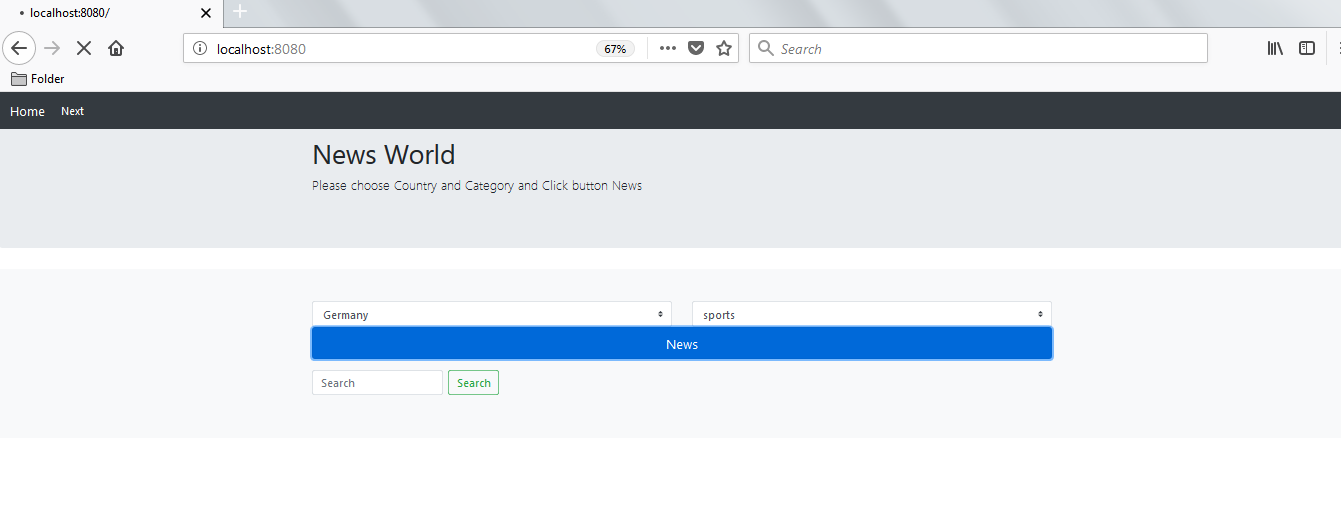 localhost:8080/
localhost:8080 67% Search
Folder
Home Next
News World
Please choose Country and Category and Click button News
Germany sports
News
Search Search